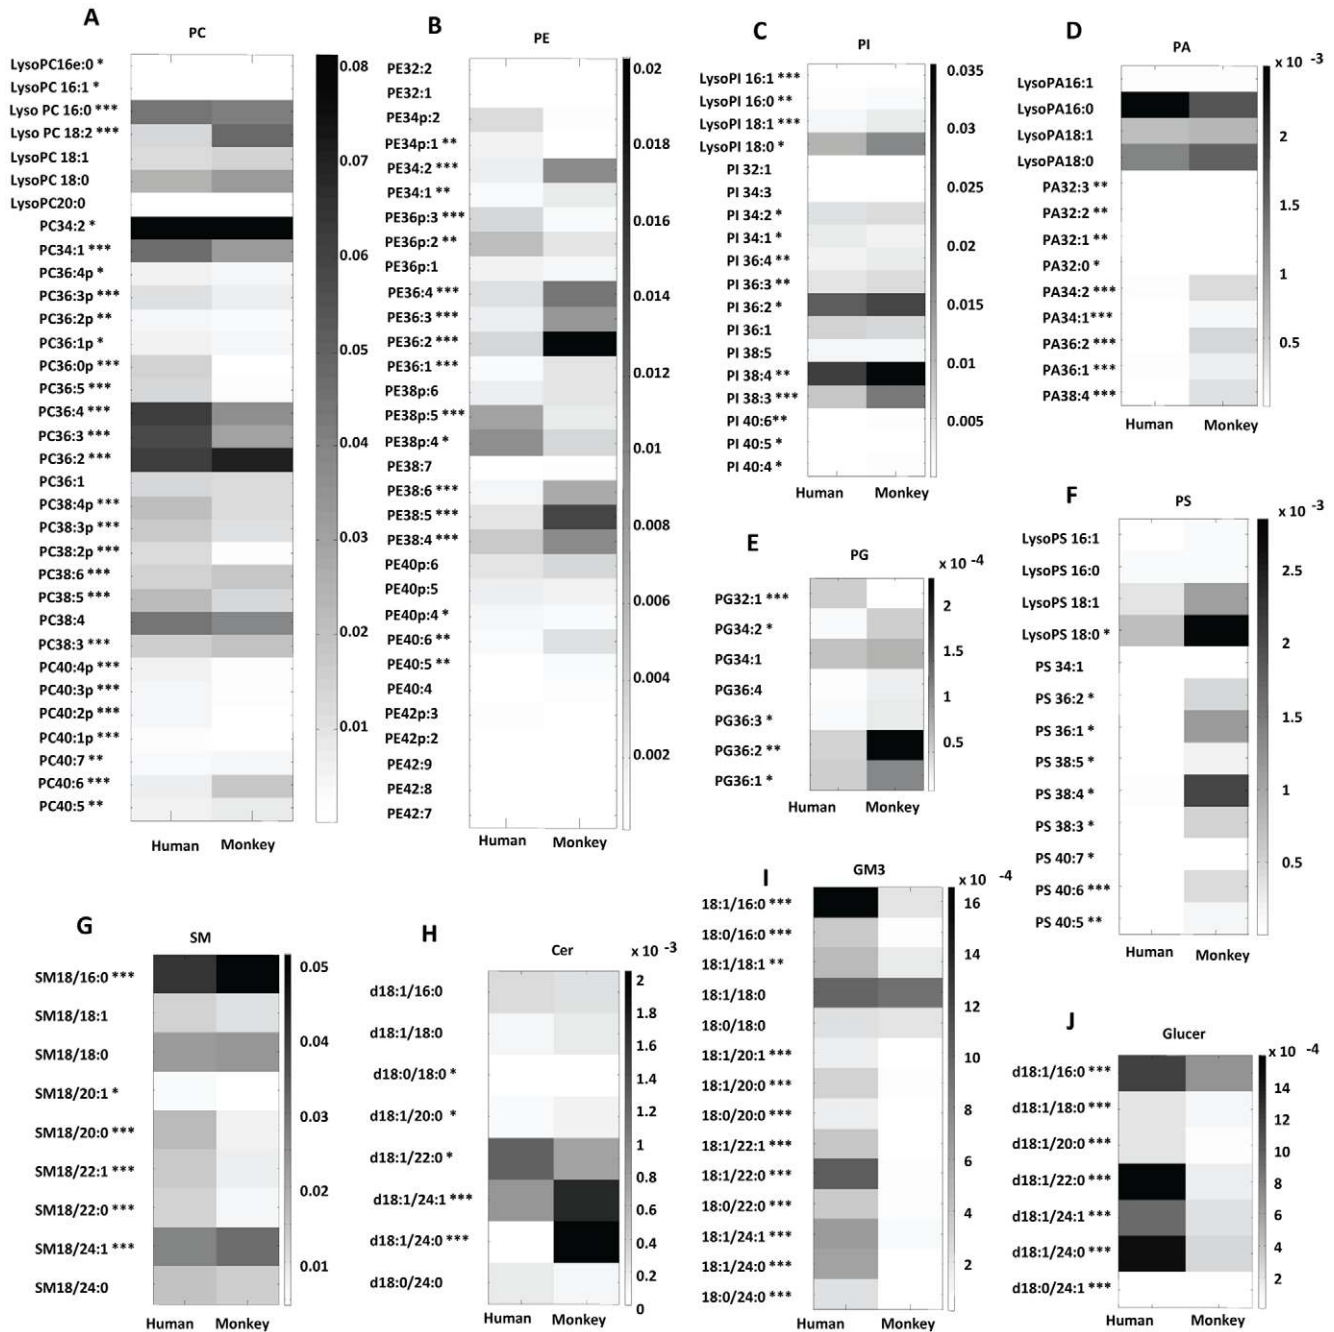 A
PC
LysoPC16e:0 *
LysoPC 16:1 *
Lyso PC 16:0 ***
Lyso PC 18:2 ***
LysoPC 18:1
LysoPC 18:0
LysoPC20:0
PC34:2 *
PC34:1 ***
PC36:4p *
PC36:3p ***
PC36:2p **
PC36:1p *
PC36:0p ***
PC36:5 ***
PC36:4 ***
PC36:3 ***
PC36:2 ***
PC36:1
PC38:4p ***
PC38:3p ***
PC38:2p ***
PC38:6 ***
PC38:5 ***
PC38:4
PC38:3 ***
PC40:4p ***
PC40:3p ***
PC40:2p ***
PC40:1p ***
PC40:7 **
PC40:6 ***
PC40:5 **
0.08
0.07
0.06
0.05
0.04
0.03
0.02
0.01
Human Monkey
B
PE
PE32:2
PE32:1
PE34p:2
PE34p:1 **
PE34:2 ***
PE34:1 **
PE36p:3 ***
PE36p:2 **
PE36p:1
PE36:4 ***
PE36:3 ***
PE36:2 ***
PE36:1 ***
PE38p:6
PE38p:5 ***
PE38p:4 *
PE38:7
PE38:6 ***
PE38:5 ***
PE38:4 ***
PE40p:6
PE40p:5
PE40p:4 *
PE40:6 **
PE40:5 **
PE40:4
PE42p:3
PE42p:2
PE42:9
PE42:8
PE42:7
0.02
0.018
0.016
0.014
0.012
0.01
0.008
0.006
0.004
0.002
Human Monkey
C
PI
LysoPI 16:1 ***
LysoPI 16:0 **
LysoPI 18:1 ***
LysoPI 18:0 *
PI 32:1
PI 34:3
PI 34:2 *
PI 34:1 *
PI 36:4 **
PI 36:3 **
PI 36:2 *
PI 36:1
PI 38:5
PI 38:4 **
PI 38:3 ***
PI 40:6 **
PI 40:5 *
PI 40:4 *
0.035
0.03
0.025
0.02
0.015
0.01
0.005
Human Monkey
D
PA
x 10 -3
LysoPA16:1
LysoPA16:0
LysoPA18:1
LysoPA18:0
PA32:3 **
PA32:2 **
PA32:1 **
PA32:0 *
PA34:2 ***
PA34:1***
PA36:2 ***
PA36:1 ***
PA38:4 ***
2
1.5
1
0.5
Human Monkey
E
PG
x 10 -4
PG32:1 ***
PG34:2 *
PG34:1
PG36:4
PG36:3 *
PG36:2 **
PG36:1 *
2
1.5
1
0.5
Human Monkey
F
PS
x 10 -3
LysoPS 16:1
LysoPS 16:0
LysoPS 18:1
LysoPS 18:0 *
PS 34:1
PS 36:2 *
PS 36:1 *
PS 38:5 *
PS 38:4 *
PS 38:3 *
PS 40:7 *
PS 40:6 ***
PS 40:5 **
2.5
2
1.5
1
0.5
Human Monkey
G
SM
SM18/16:0 ***
SM18/18:1
SM18/18:0
SM18/20:1 *
SM18/20:0 ***
SM18/22:1 ***
SM18/22:0 ***
SM18/24:1 ***
SM18/24:0
0.05
0.04
0.03
0.02
0.01
Human Monkey
H
Cer
x 10 -3
d18:1/16:0
d18:1/18:0
d18:0/18:0 *
d18:1/20:0 *
d18:1/22:0 *
d18:1/24:1 ***
d18:1/24:0 ***
d18:0/24:0
2
1.8
1.6
1.4
1.2
1
0.8
0.6
0.4
0.2
0
Human Monkey
I
GM3
x 10 -4
18:1/16:0 ***
18:0/16:0 ***
18:1/18:1 **
18:1/18:0
18:0/18:0
18:1/20:1 ***
18:1/20:0 ***
18:0/20:0 ***
18:1/22:1 ***
18:1/22:0 ***
18:0/22:0 ***
18:1/24:1 ***
18:1/24:0 ***
18:0/24:0 ***
16
14
12
10
8
6
4
2
Human Monkey
J
Glucer
x 10 -4
d18:1/16:0 ***
d18:1/18:0 ***
d18:1/20:0 ***
d18:1/22:0 ***
d18:1/24:1 ***
d18:1/24:0 ***
d18:0/24:1 ***
14
12
10
8
6
4
2
Human Monkey